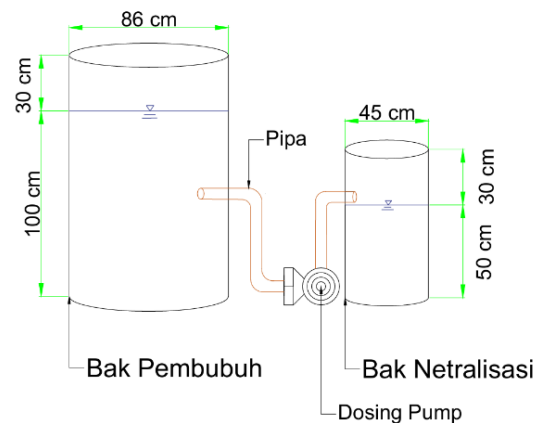 86 cm
30 cm
100 cm
Pipa
45 cm
30 cm
50 cm
Bak Pembubuh
Bak Netralisasi
Dosing Pump